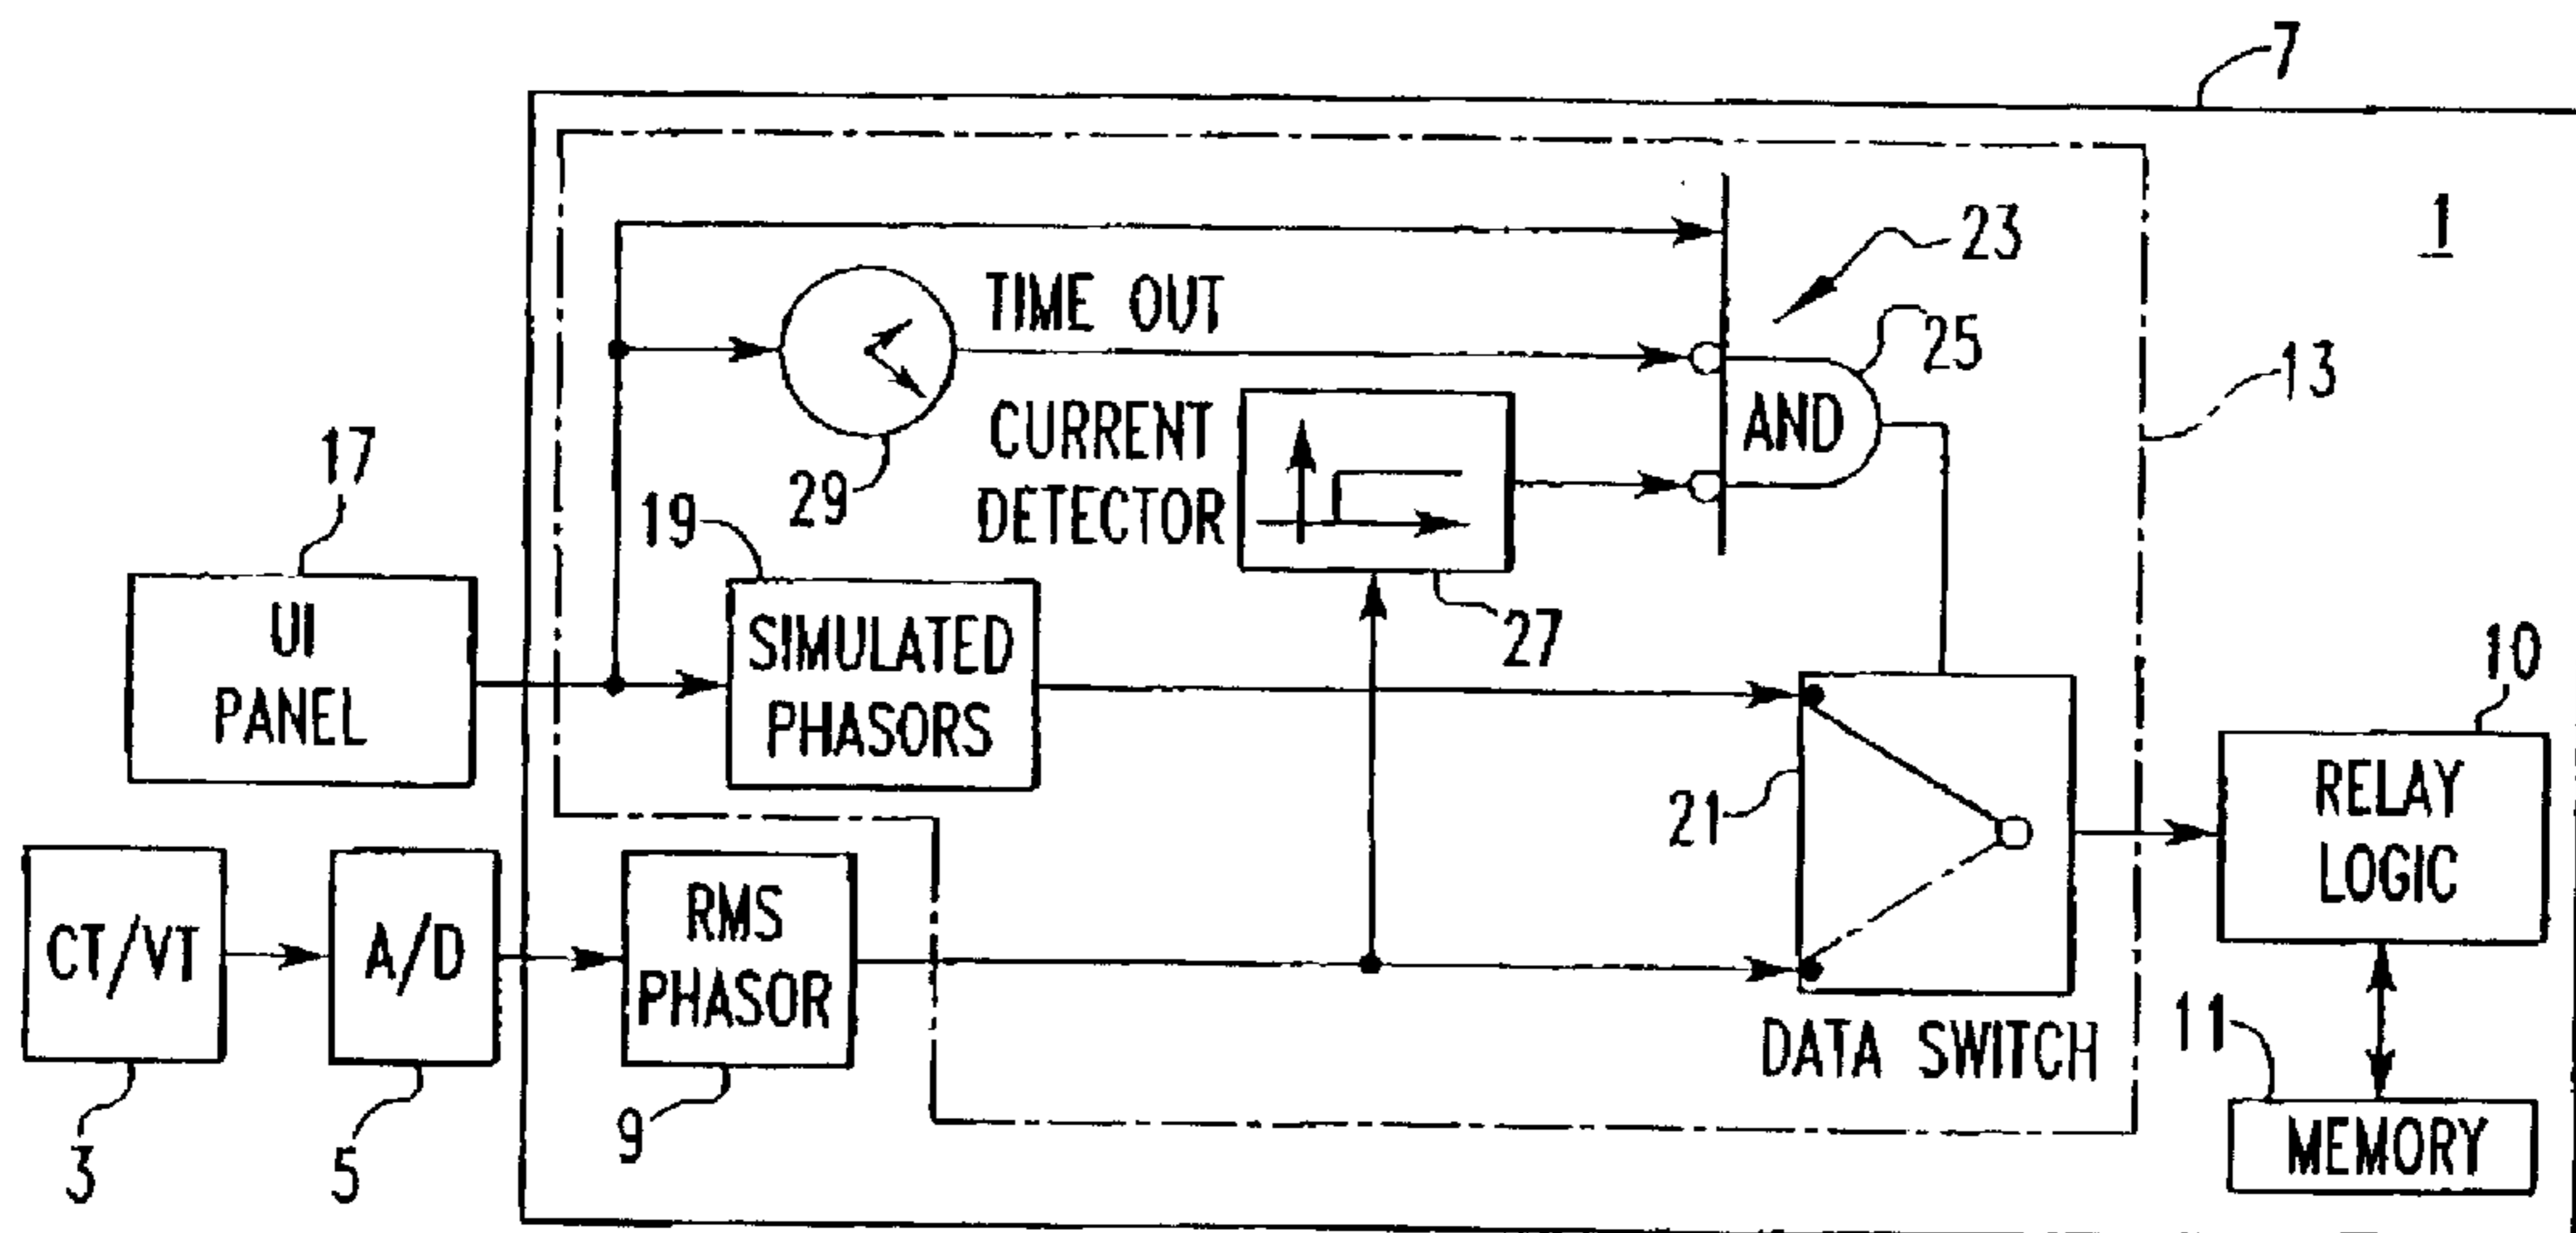 7
1
23
TIME OUT
25
13
CURRENT
DETECTOR
AND
29
17
19
27
UI
PANEL
SIMULATED
PHASORS
10
21
RELAY
LOGIC
CT/VT
A/D
RMS
PHASOR
DATA SWITCH
11
MEMORY
3
5
9